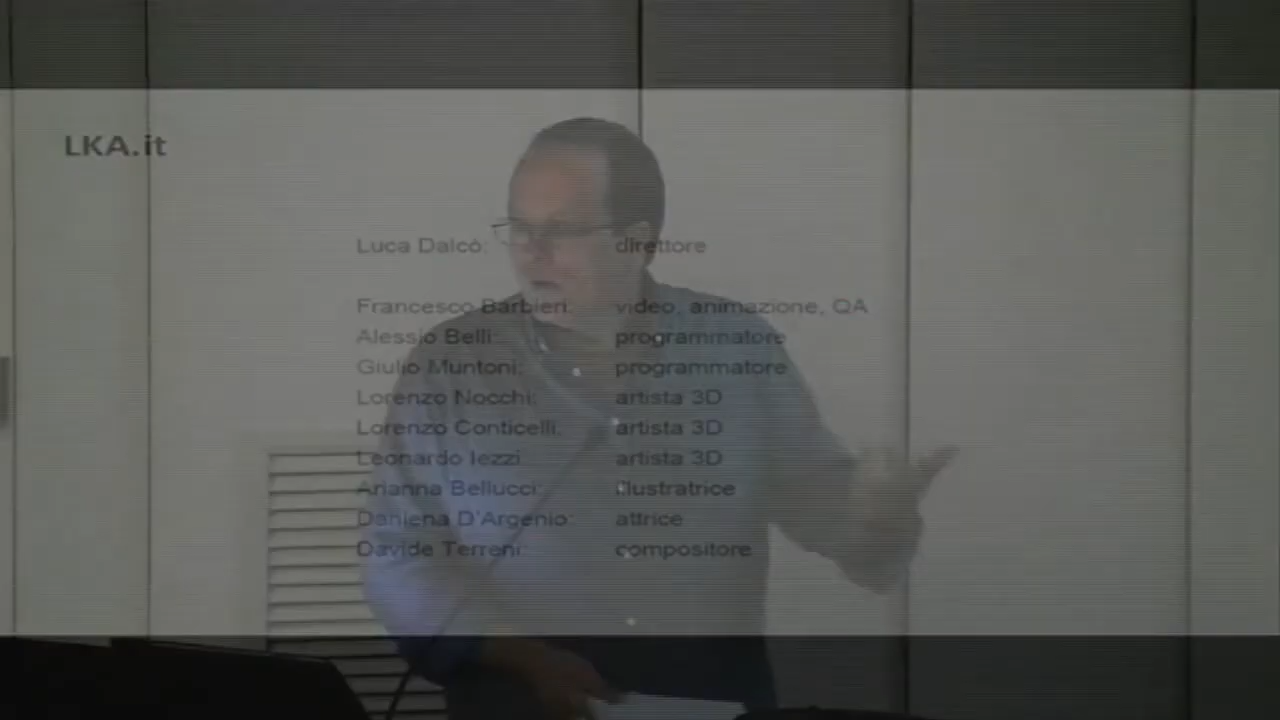 LKA.it
Luca Dalcò: direttore
Francesco Barbieri: video, animazione, QA
Alessio Belli: programmatore
Giulio Muntoni: programmatore
Lorenzo Nocchi: artista 3D
Lorenzo Conticelli: artista 3D
Leonardo Iezzi: artista 3D
Arianna Bellucci: illustratrice
Daniena D'Argenio: attrice
Davide Terreni: compositore